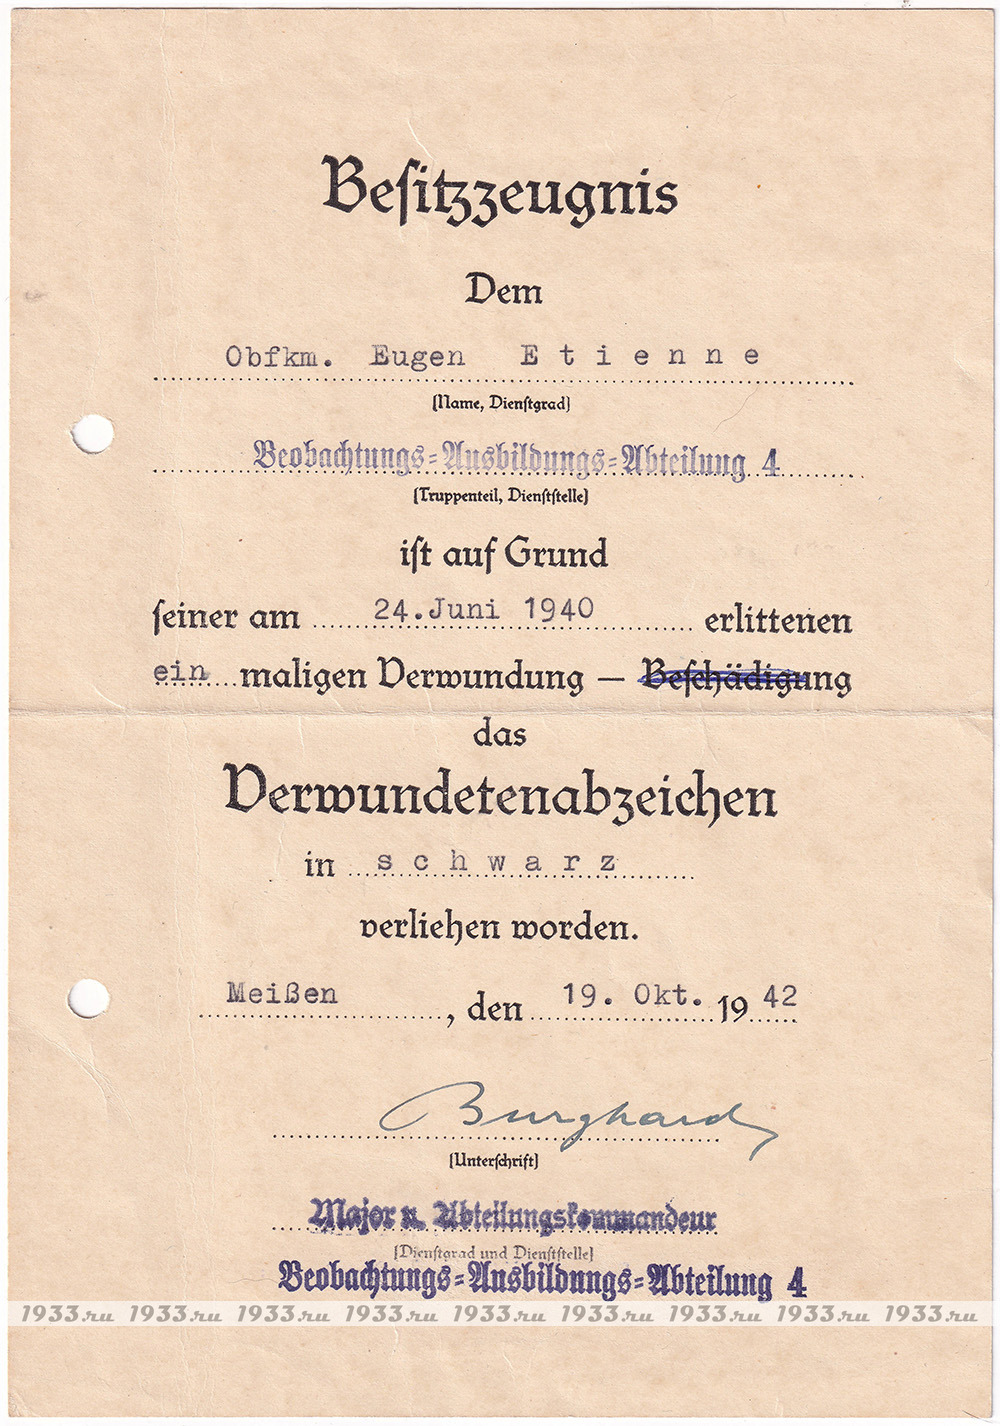 Besitzzeugnis
Dem
Obfkm. Eugen Etienne
(Name, Dienstgrad)
Beobachtungs=Ausbildungs=Abteilung 4
(Truppenteil, Dienststelle)
ist auf Grund
seiner am 24.Juni 1940 erlittenen
ein maligen Verwundung – Beschädigung
das
Verwundetenabzeichen
in schwarz
verliehen worden.
Meißen, den 19. Okt. 1942
Burghard
(Unterschrift)
Major u. Abteilungskommandeur
(Dienstgrad und Dienststelle)
Beobachtungs=Ausbildungs=Abteilung 4
1933.ru 1933.ru 1933.ru 1933.ru 1933.ru 1933.ru 1933.ru 1933.ru 1933.ru